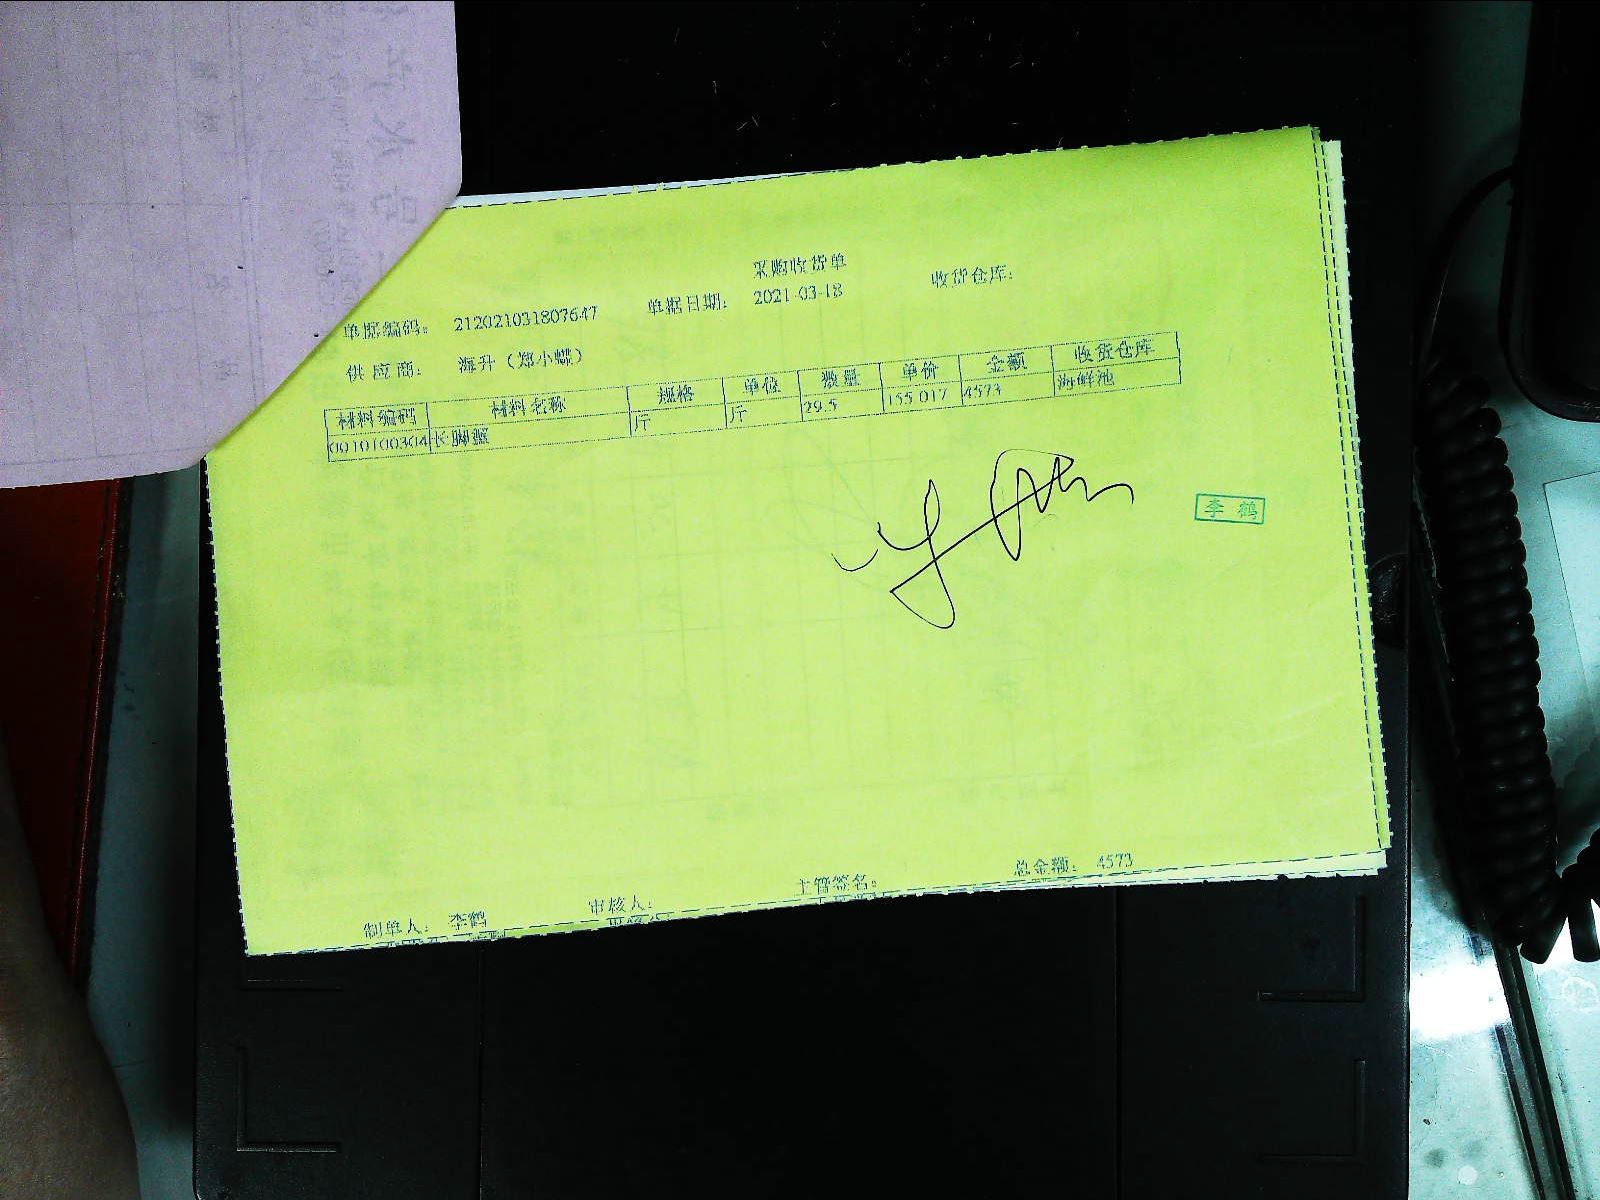 采购收货单
单据编码： 212021031807647 单据日期： 2021-03-18 收货仓库：
供应商： 海升（郑小蝶）
材料编码 材料名称 规格 单位 数量 单价 金额 收货仓库
0010100304 长脚蟹 斤 斤 29.5 155.017 4573 海鲜池
李鹤
总金额： 4573
制单人： 李鹤 审核人： 主管签名：